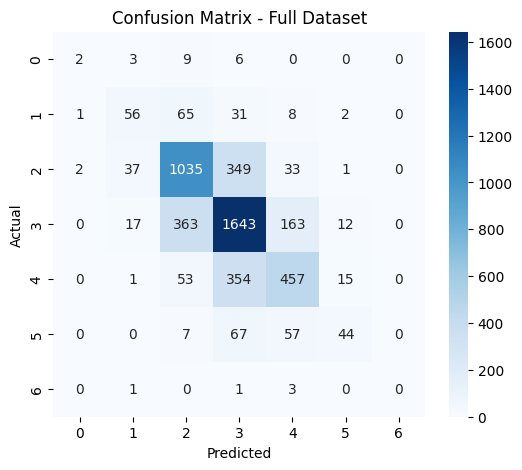 Confusion Matrix - Full Dataset
0 2 3 9 6 0 0 0
1 1 56 65 31 8 2 0
2 2 37 1035 349 33 1 0
3 0 17 363 1643 163 12 0
4 0 1 53 354 457 15 0
5 0 0 7 67 57 44 0
6 0 1 0 1 3 0 0
0 1 2 3 4 5 6
Predicted
Actual
1600
1400
1200
1000
800
600
400
200
0